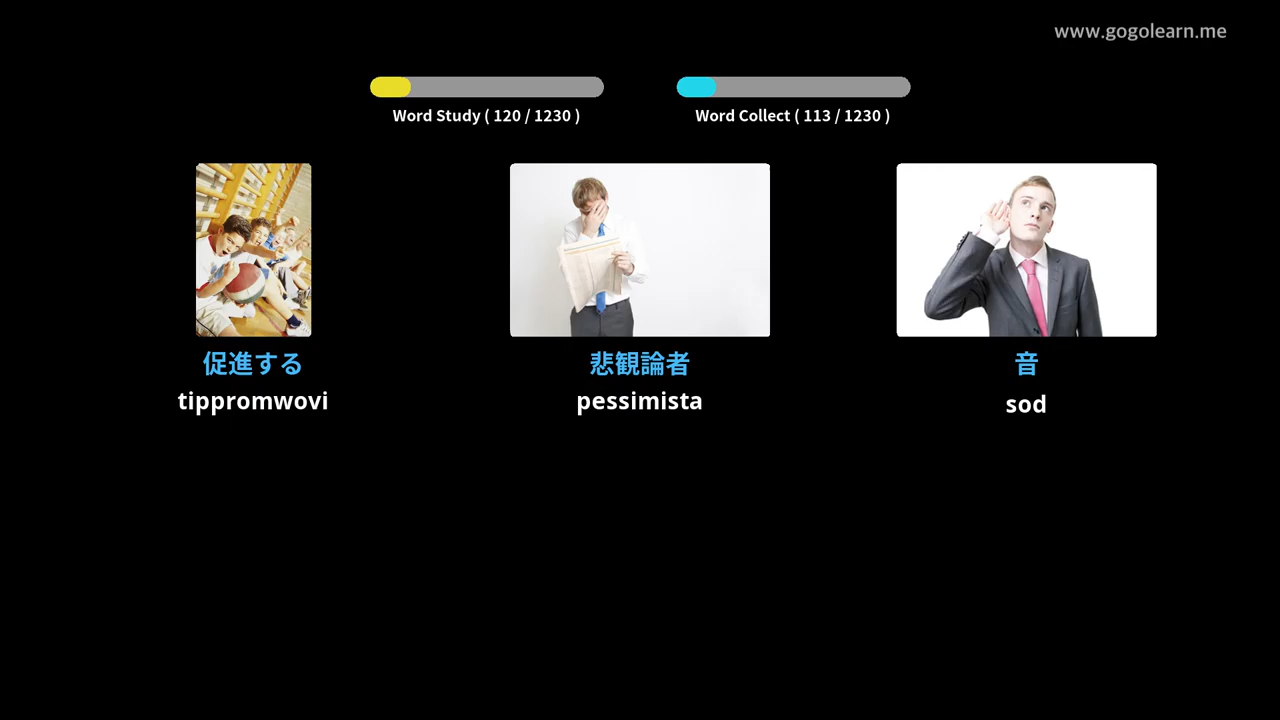 www.gogolearn.me
Word Study ( 120 / 1230 )
Word Collect ( 113 / 1230 )
促進する
悲観論者
音
tippromwovi
pessimista
sod